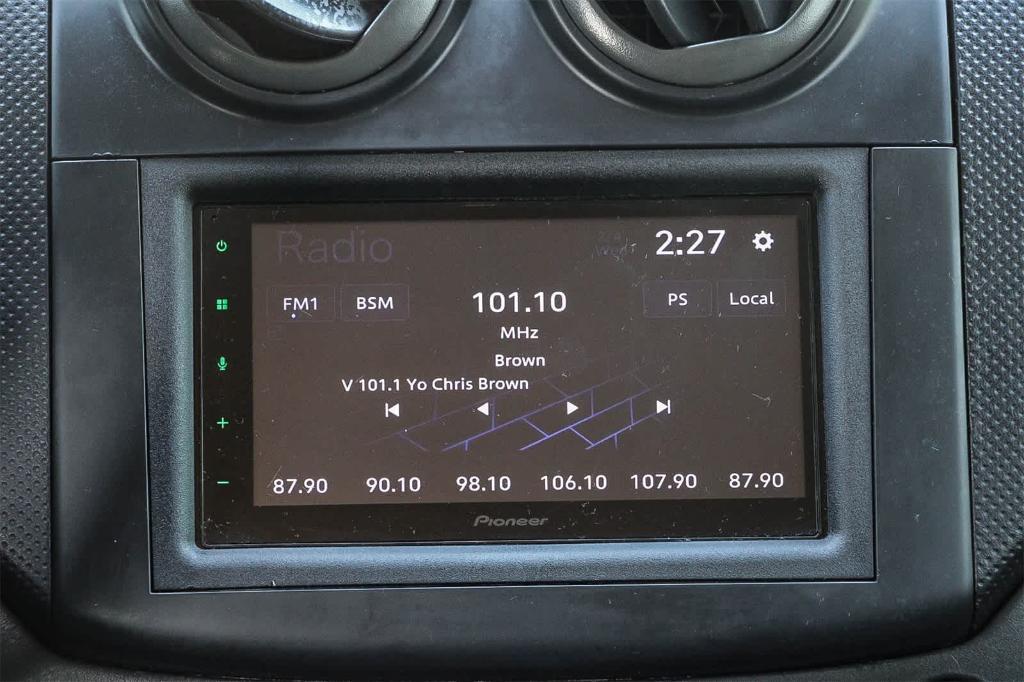 Radio
Wed
2:27
FM1 BSM 101.10 PS Local
MHz
Brown
V 101.1 Yo Chris Brown
87.90 90.10 98.10 106.10 107.90 87.90
Pioneer